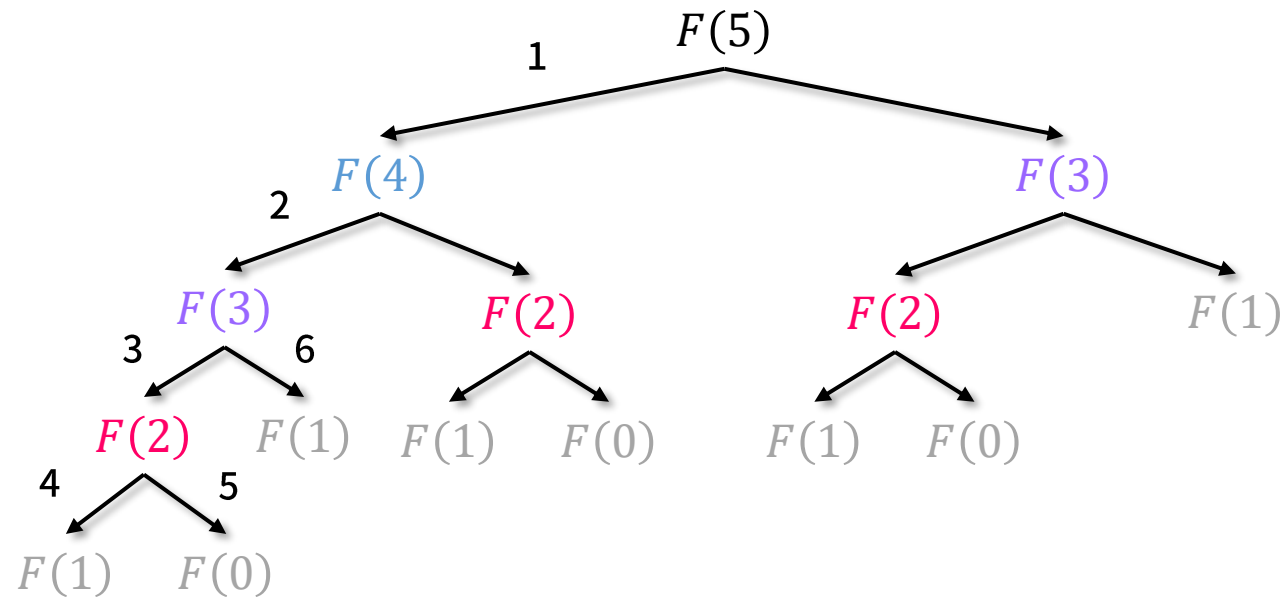 F(5)
1
F(4) F(3)
2
F(3) F(2) F(2) F(1)
3 6
F(2) F(1) F(1) F(0) F(1) F(0)
4 5
F(1) F(0)